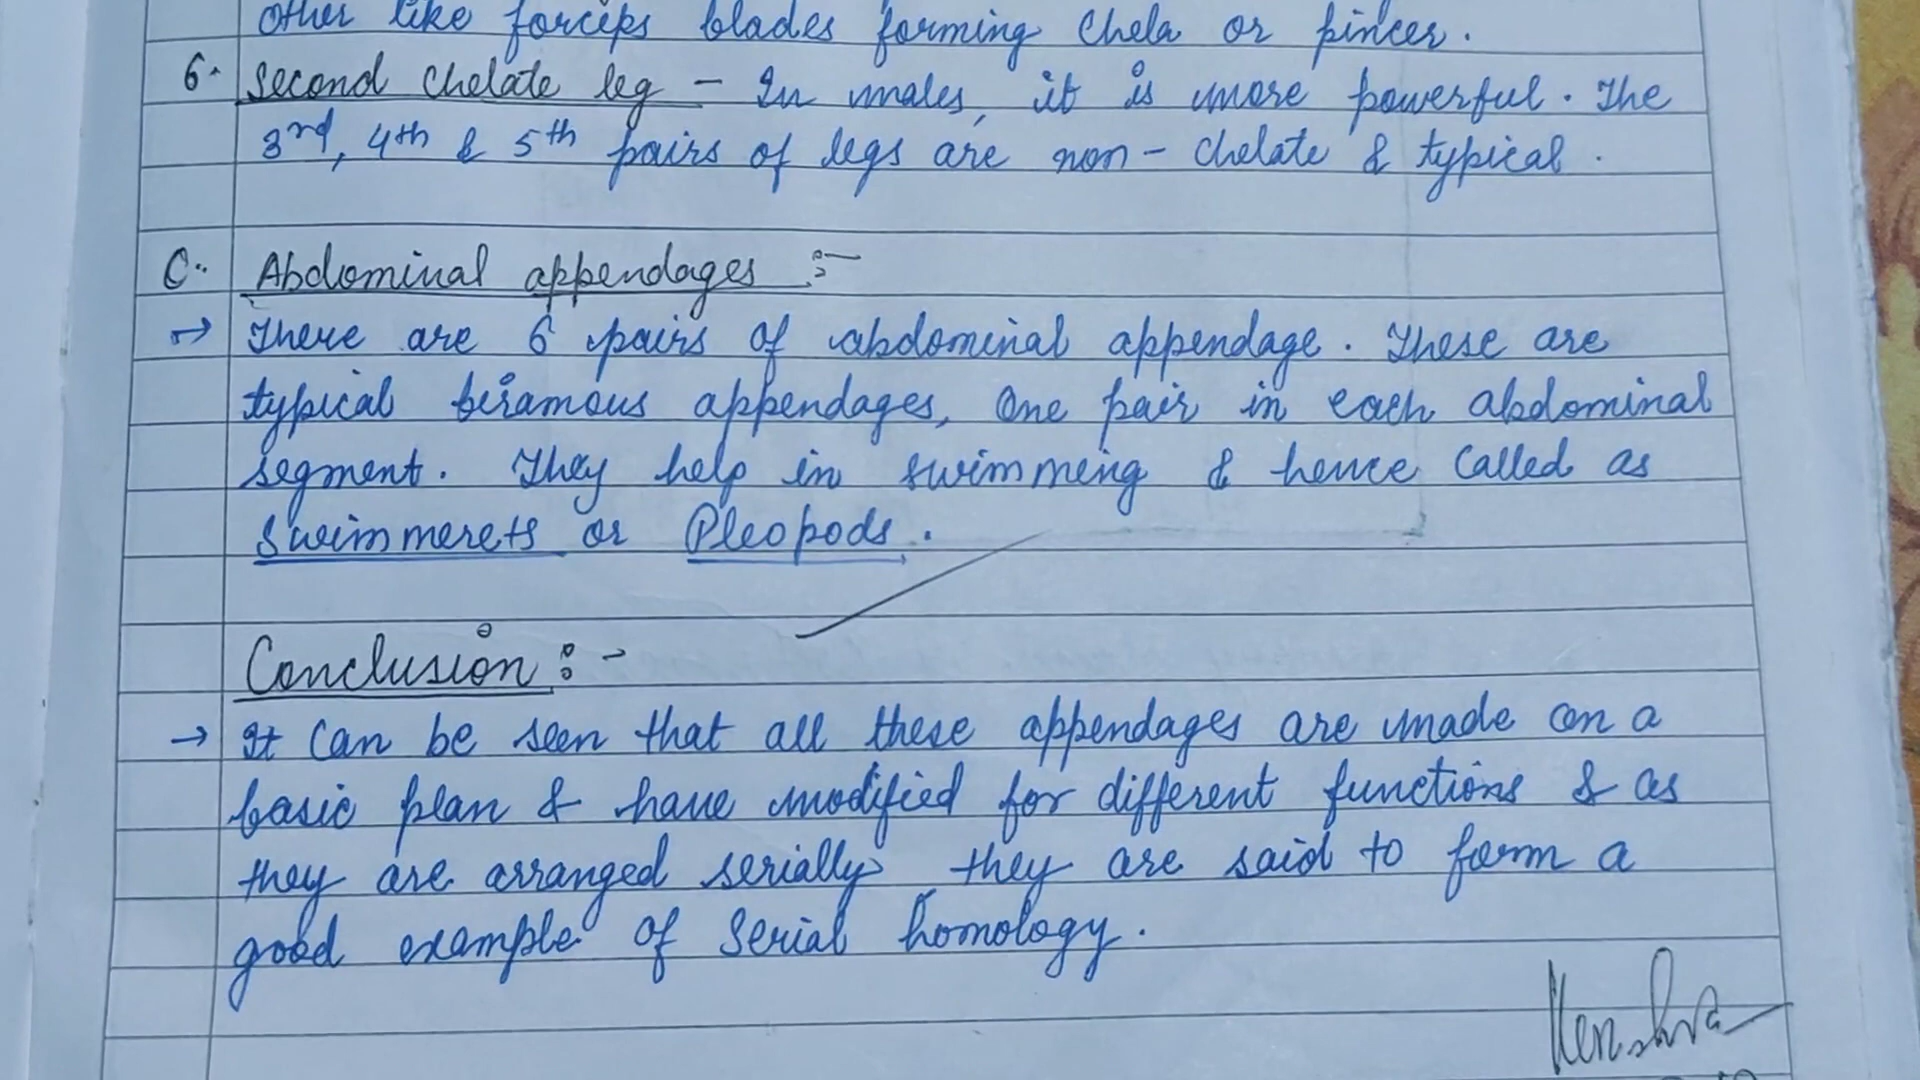 other like forceps blades forming Chela or pincer.
6. Second Chelate leg - In males, it is more powerful. The
3rd, 4th & 5th pairs of legs are non-chelate & typical.
C. Abdominal appendages :-
→ There are 6 pairs of abdominal appendage. These are
typical biramous appendages, One pair in each abdominal
segment. They help in swimming & hence Called as
Swimmerets or Pleopods.
Conclusion :-
→ It Can be seen that all these appendages are made on a
basic plan & have modified for different functions & as
they are arranged serially they are said to form a
good example of Serial homology.